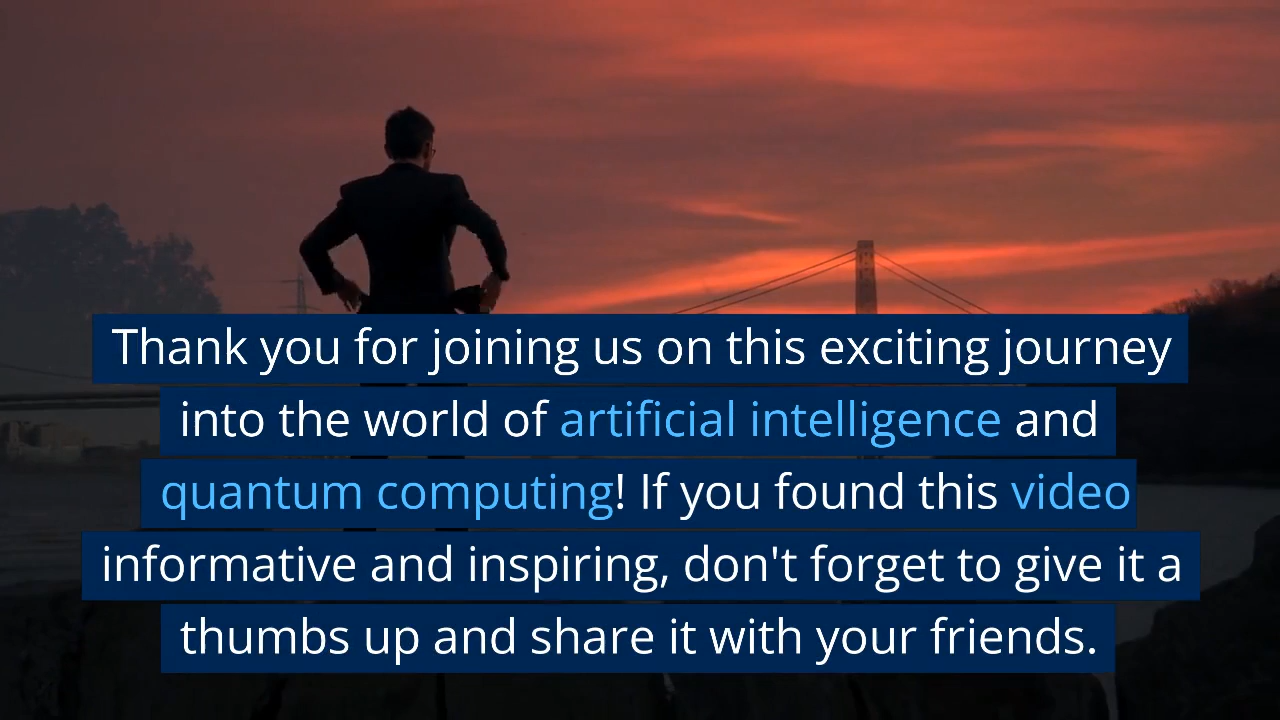 Thank you for joining us on this exciting journey
into the world of artificial intelligence and
quantum computing! If you found this video
informative and inspiring, don't forget to give it a
thumbs up and share it with your friends.